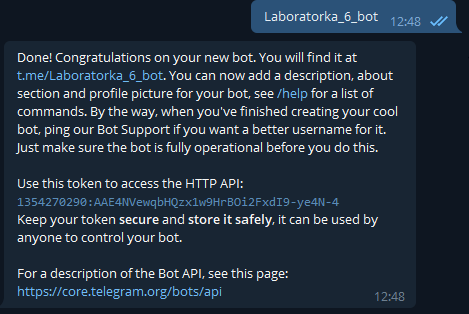 Laboratorka_6_bot 12:48
Done! Congratulations on your new bot. You will find it at
t.me/Laboratorka_6_bot. You can now add a description, about
section and profile picture for your bot, see /help for a list of
commands. By the way, when you've finished creating your cool
bot, ping our Bot Support if you want a better username for it.
Just make sure the bot is fully operational before you do this.
Use this token to access the HTTP API:
1354270290:AAE4NVewqbHQzx1w9HrBOi2FxdI9-ye4N-4
Keep your token secure and store it safely, it can be used by
anyone to control your bot.
For a description of the Bot API, see this page:
https://core.telegram.org/bots/api 12:48